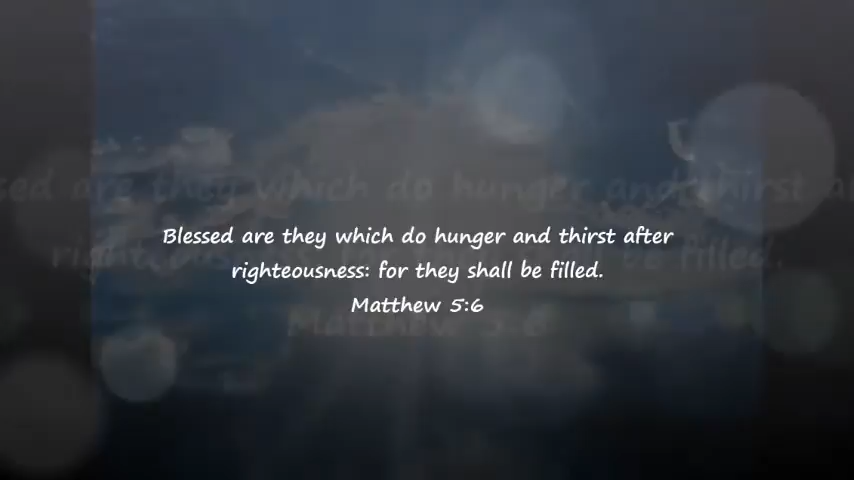 Blessed are they which do hunger and thirst after
righteousness: for they shall be filled.
Matthew 5:6